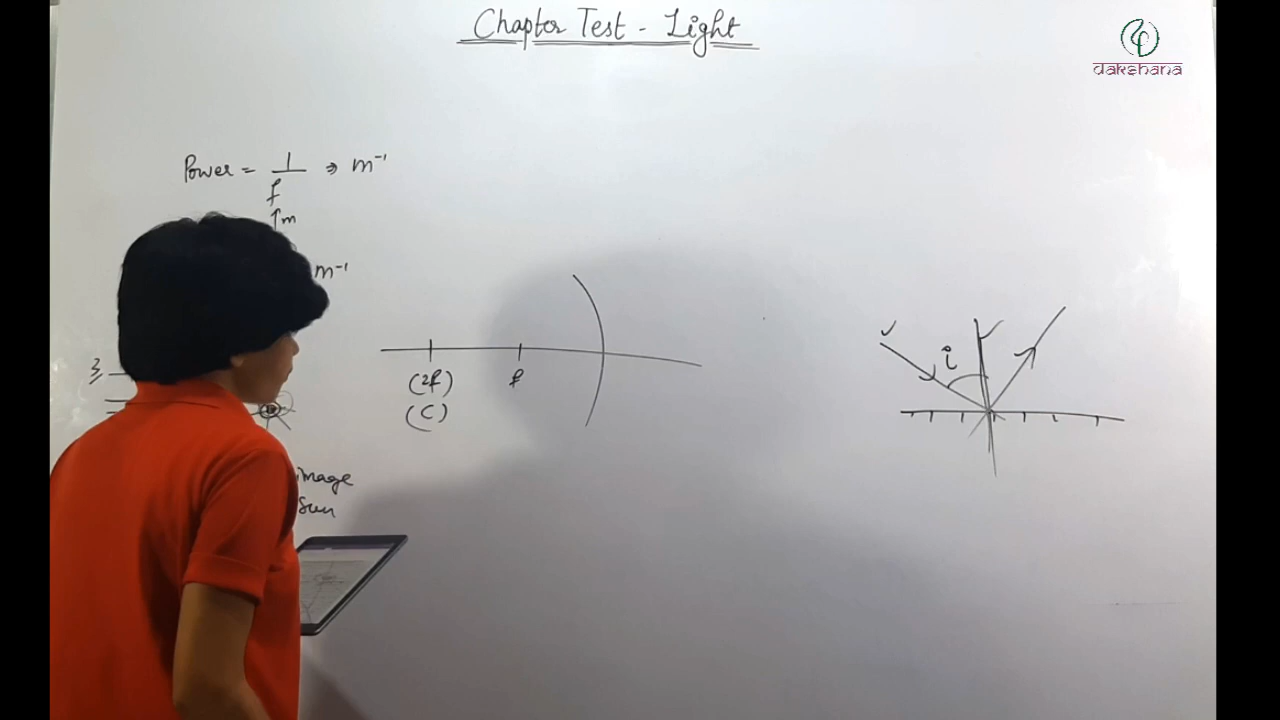 Chapter Test - Light
dakshana
Power = 1/f ⇒ m⁻¹
↑m
m⁻¹
i
(2f) f
(C)
image
Sun